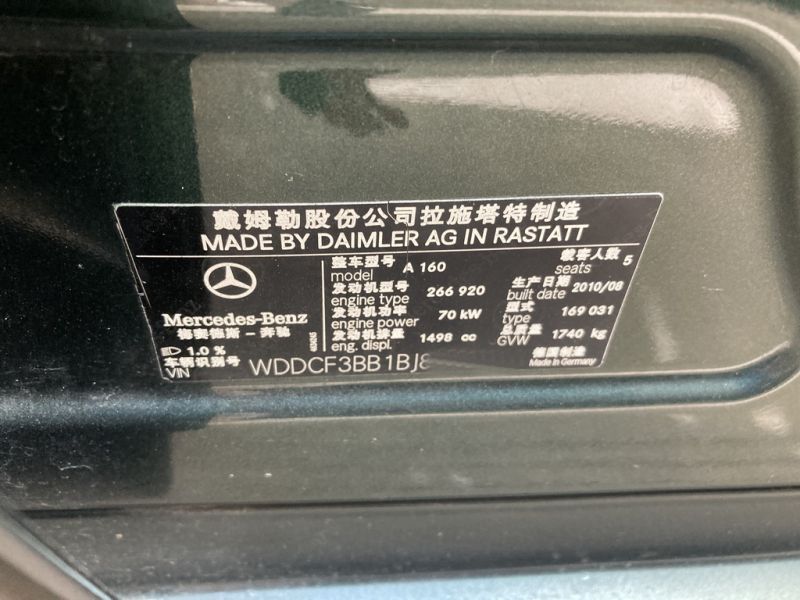 戴姆勒股份公司拉施塔特制造
MADE BY DAIMLER AG IN RASTATT
Mercedes-Benz
梅赛德斯－奔驰
1.0 %
整车型号 A 160
model
载客人数 5
seats
发动机型号 266 920
engine type
生产日期 2010/08
built date
发动机功率 70 kW
engine power
型式 169 031
type
发动机排量 1498 cc
eng. displ.
总质量 1740 kg
GVW
车辆识别号 WDDCF3BB1BJ8
VIN
德国制造
Made in Germany